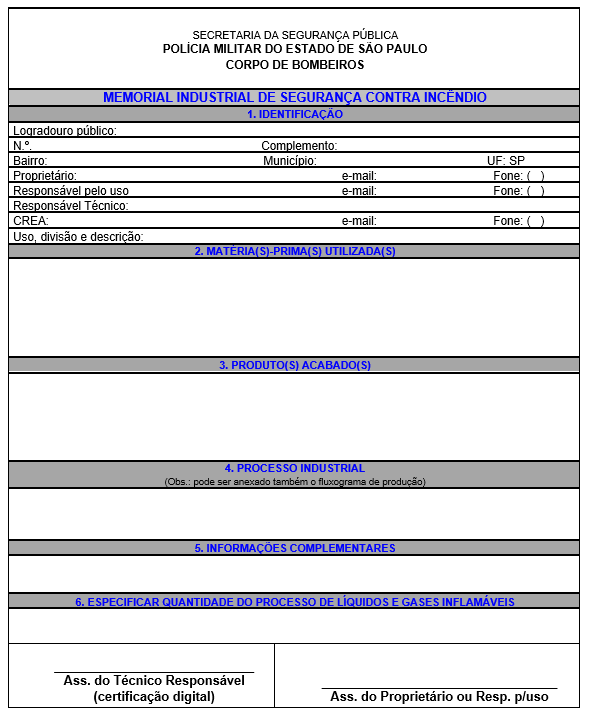 SECRETARIA DA SEGURANÇA PÚBLICA
POLÍCIA MILITAR DO ESTADO DE SÃO PAULO
CORPO DE BOMBEIROS
MEMORIAL INDUSTRIAL DE SEGURANÇA CONTRA INCÊNDIO
1. IDENTIFICAÇÃO
Logradouro público:
N.º. Complemento:
Bairro: Município: UF: SP
Proprietário: e-mail: Fone: ( )
Responsável pelo uso e-mail: Fone: ( )
Responsável Técnico:
CREA: e-mail: Fone: ( )
Uso, divisão e descrição:
2. MATÉRIA(S)-PRIMA(S) UTILIZADA(S)
3. PRODUTO(S) ACABADO(S)
4. PROCESSO INDUSTRIAL
(Obs.: pode ser anexado também o fluxograma de produção)
5. INFORMAÇÕES COMPLEMENTARES
6. ESPECIFICAR QUANTIDADE DO PROCESSO DE LÍQUIDOS E GASES INFLAMÁVEIS
Ass. do Técnico Responsável
(certificação digital)
Ass. do Proprietário ou Resp. p/uso